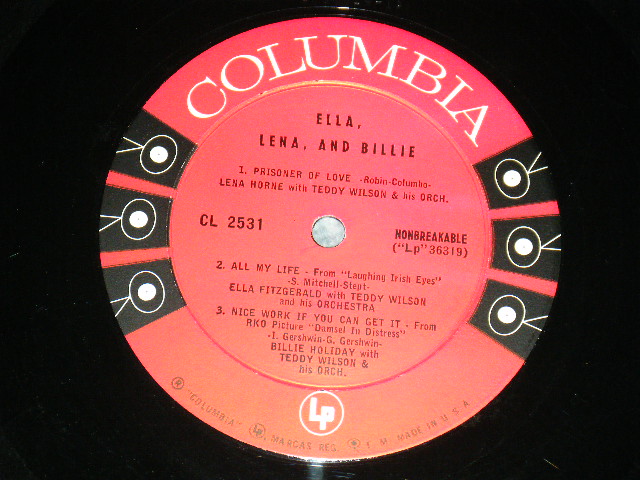 COLUMBIA
ELLA,
LENA, AND BILLIE
1. PRISONER OF LOVE -Robin-Columbo-
LENA HORNE with TEDDY WILSON & his ORCH.
CL 2531
NONBREAKABLE
("Lp"36319)
2. ALL MY LIFE - From "Laughing Irish Eyes"
-S. Mitchell-Stept-
ELLA FITZGERALD with TEDDY WILSON
and his ORCHESTRA
3. NICE WORK IF YOU CAN GET IT - From
RKO Picture "Damsel In Distress"
-I. Gershwin-G. Gershwin-
BILLIE HOLIDAY with
TEDDY WILSON &
his ORCH.
LP
® "COLUMBIA" MARCAS REG. T. M. MADE IN U.S.A.